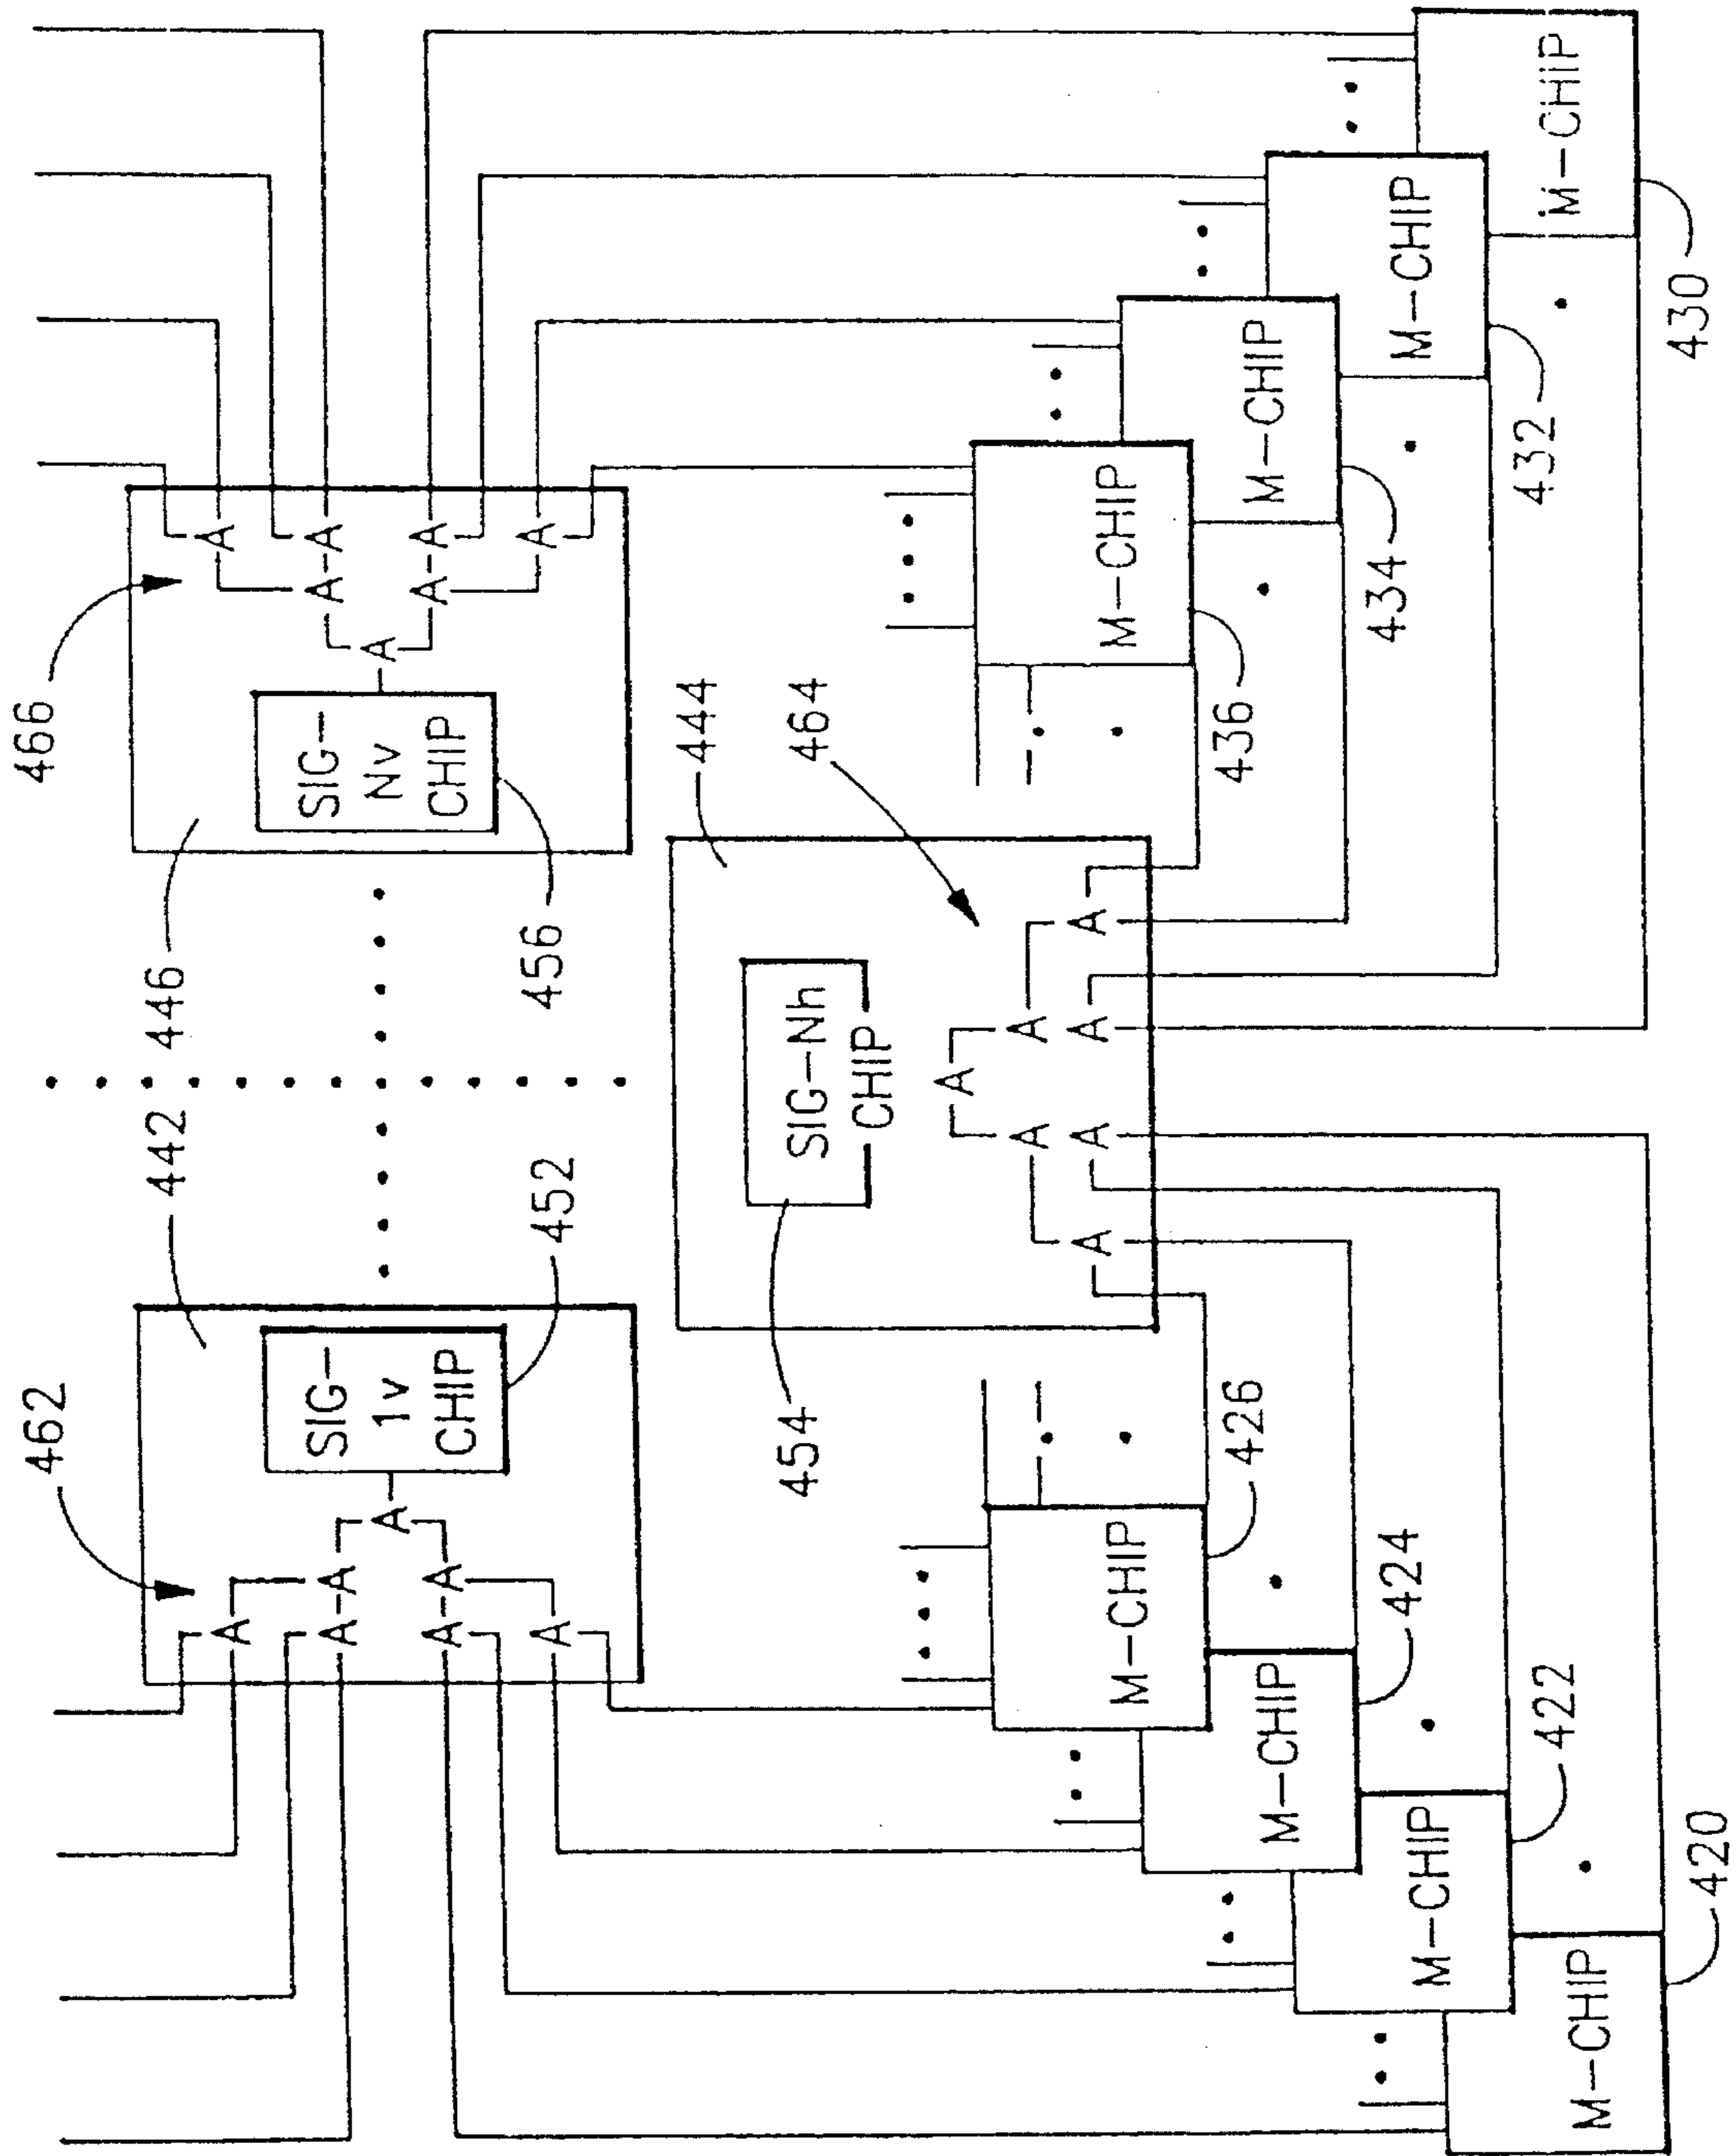 462
442
446
466
A
A
A
A
A
A
A
SIG-
1v
CHIP
452
SIG-
Nv
CHIP
456
A
A
A
A
A
A
A
454
SIG-Nh
CHIP
444
464
A
A
A
A
A
A
A
M-CHIP
426
M-CHIP
424
M-CHIP
422
M-CHIP
420
M-CHIP
436
M-CHIP
434
M-CHIP
432
M-CHIP
430